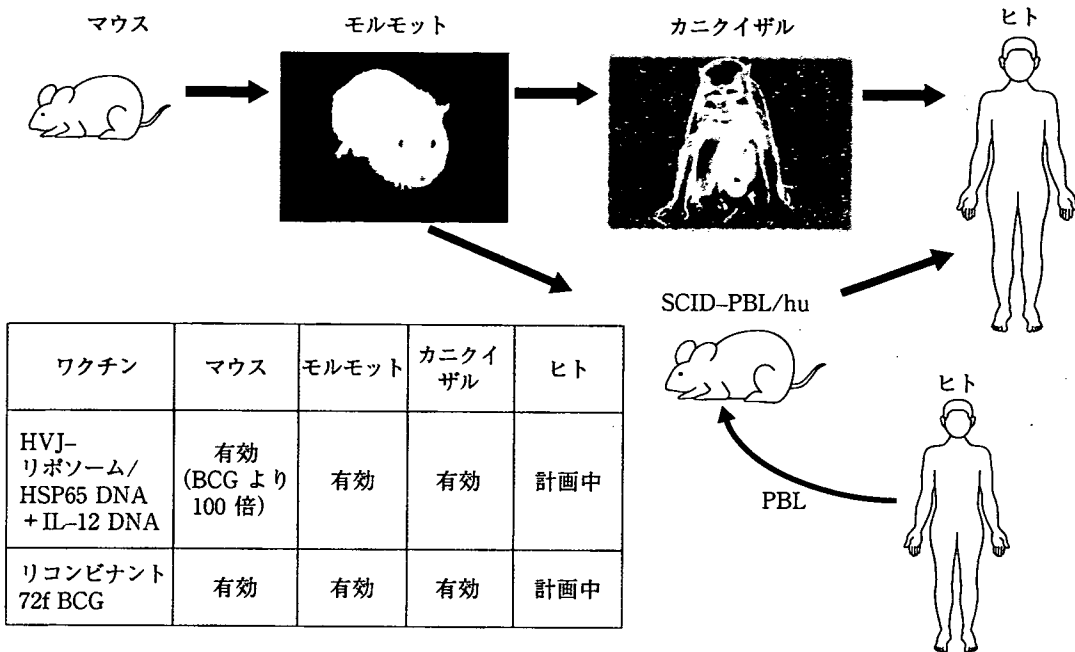 マウス
モルモット
カニクイザル
ヒト
SCID–PBL/hu
ヒト
PBL
ワクチン
マウス
モルモット
カニクイ
ザル
ヒト
HVJ–
リポソーム/
HSP65 DNA
+IL–12 DNA
有効
(BCG より
100 倍)
有効
有効
計画中
リコンビナント
72f BCG
有効
有効
有効
計画中